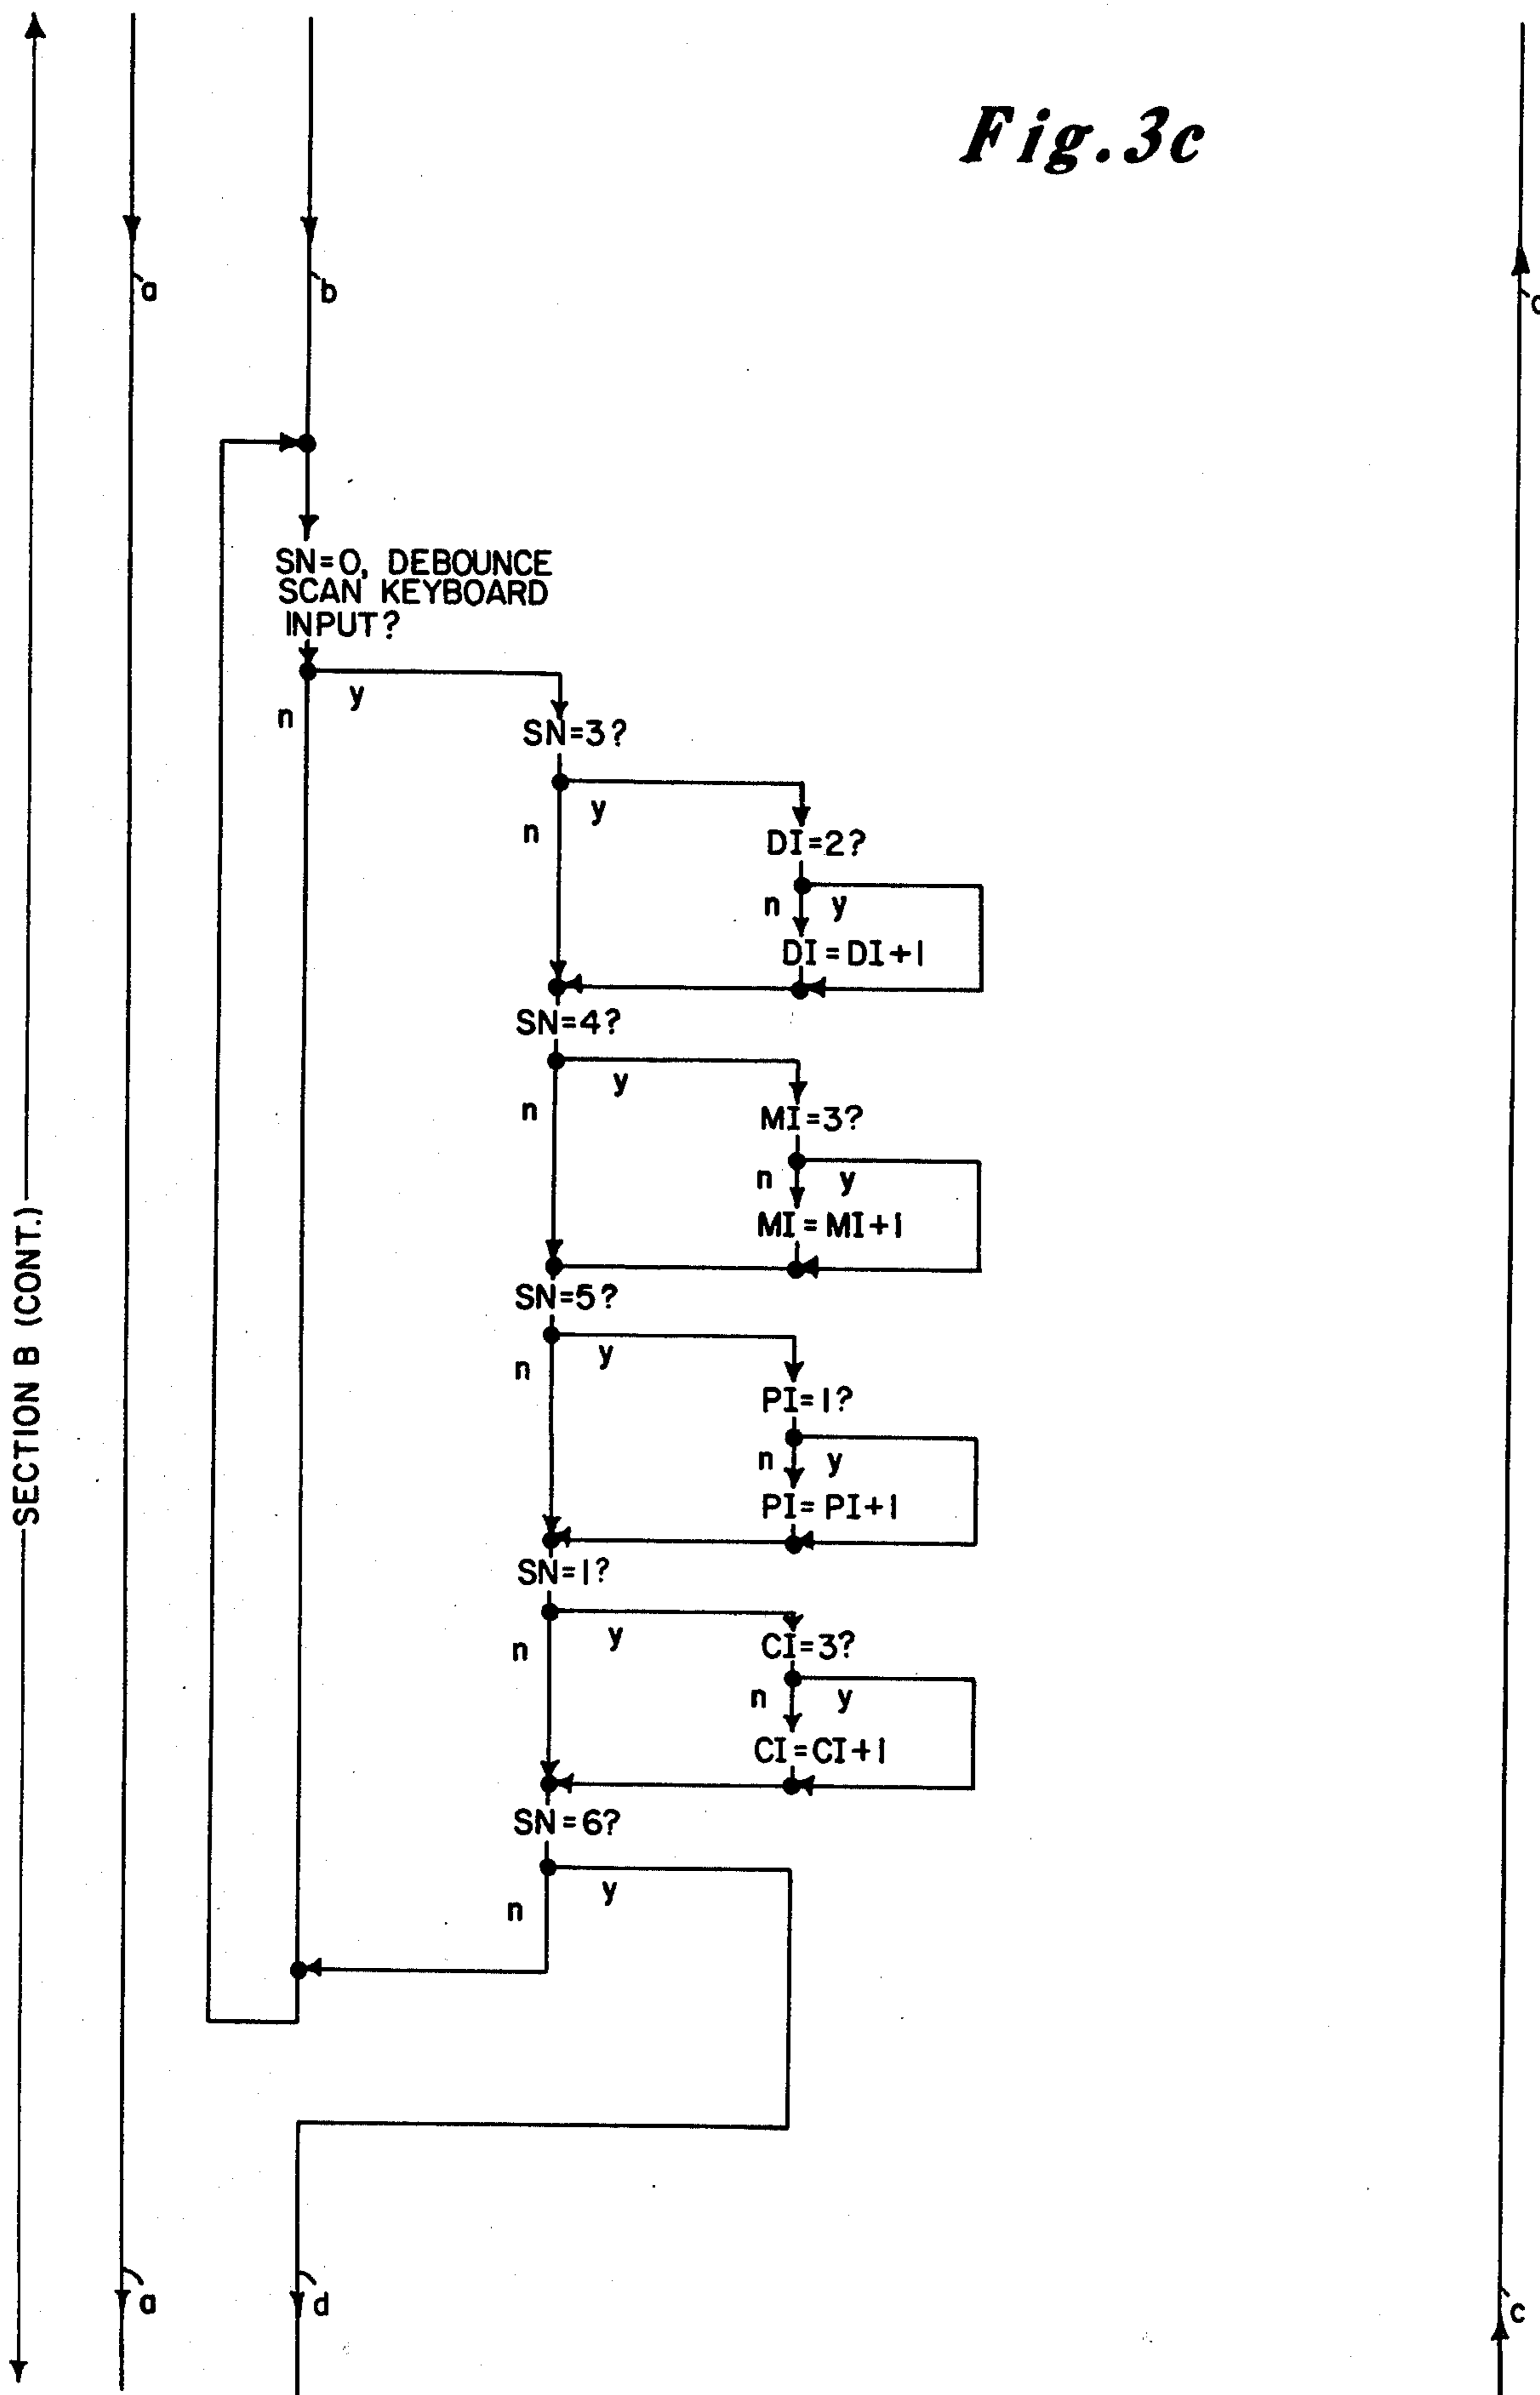 Fig. 3c
a
b
c
SN=0, DEBOUNCE
SCAN KEYBOARD
INPUT?
y
n
SN=3?
y
n
DI=2?
n y
DI=DI+1
SN=4?
y
n
MI=3?
n y
MI=MI+1
SECTION B (CONT.)
SN=5?
y
n
PI=1?
n y
PI=PI+1
SN=1?
y
n
CI=3?
n y
CI=CI+1
SN=6?
y
n
a
d
c